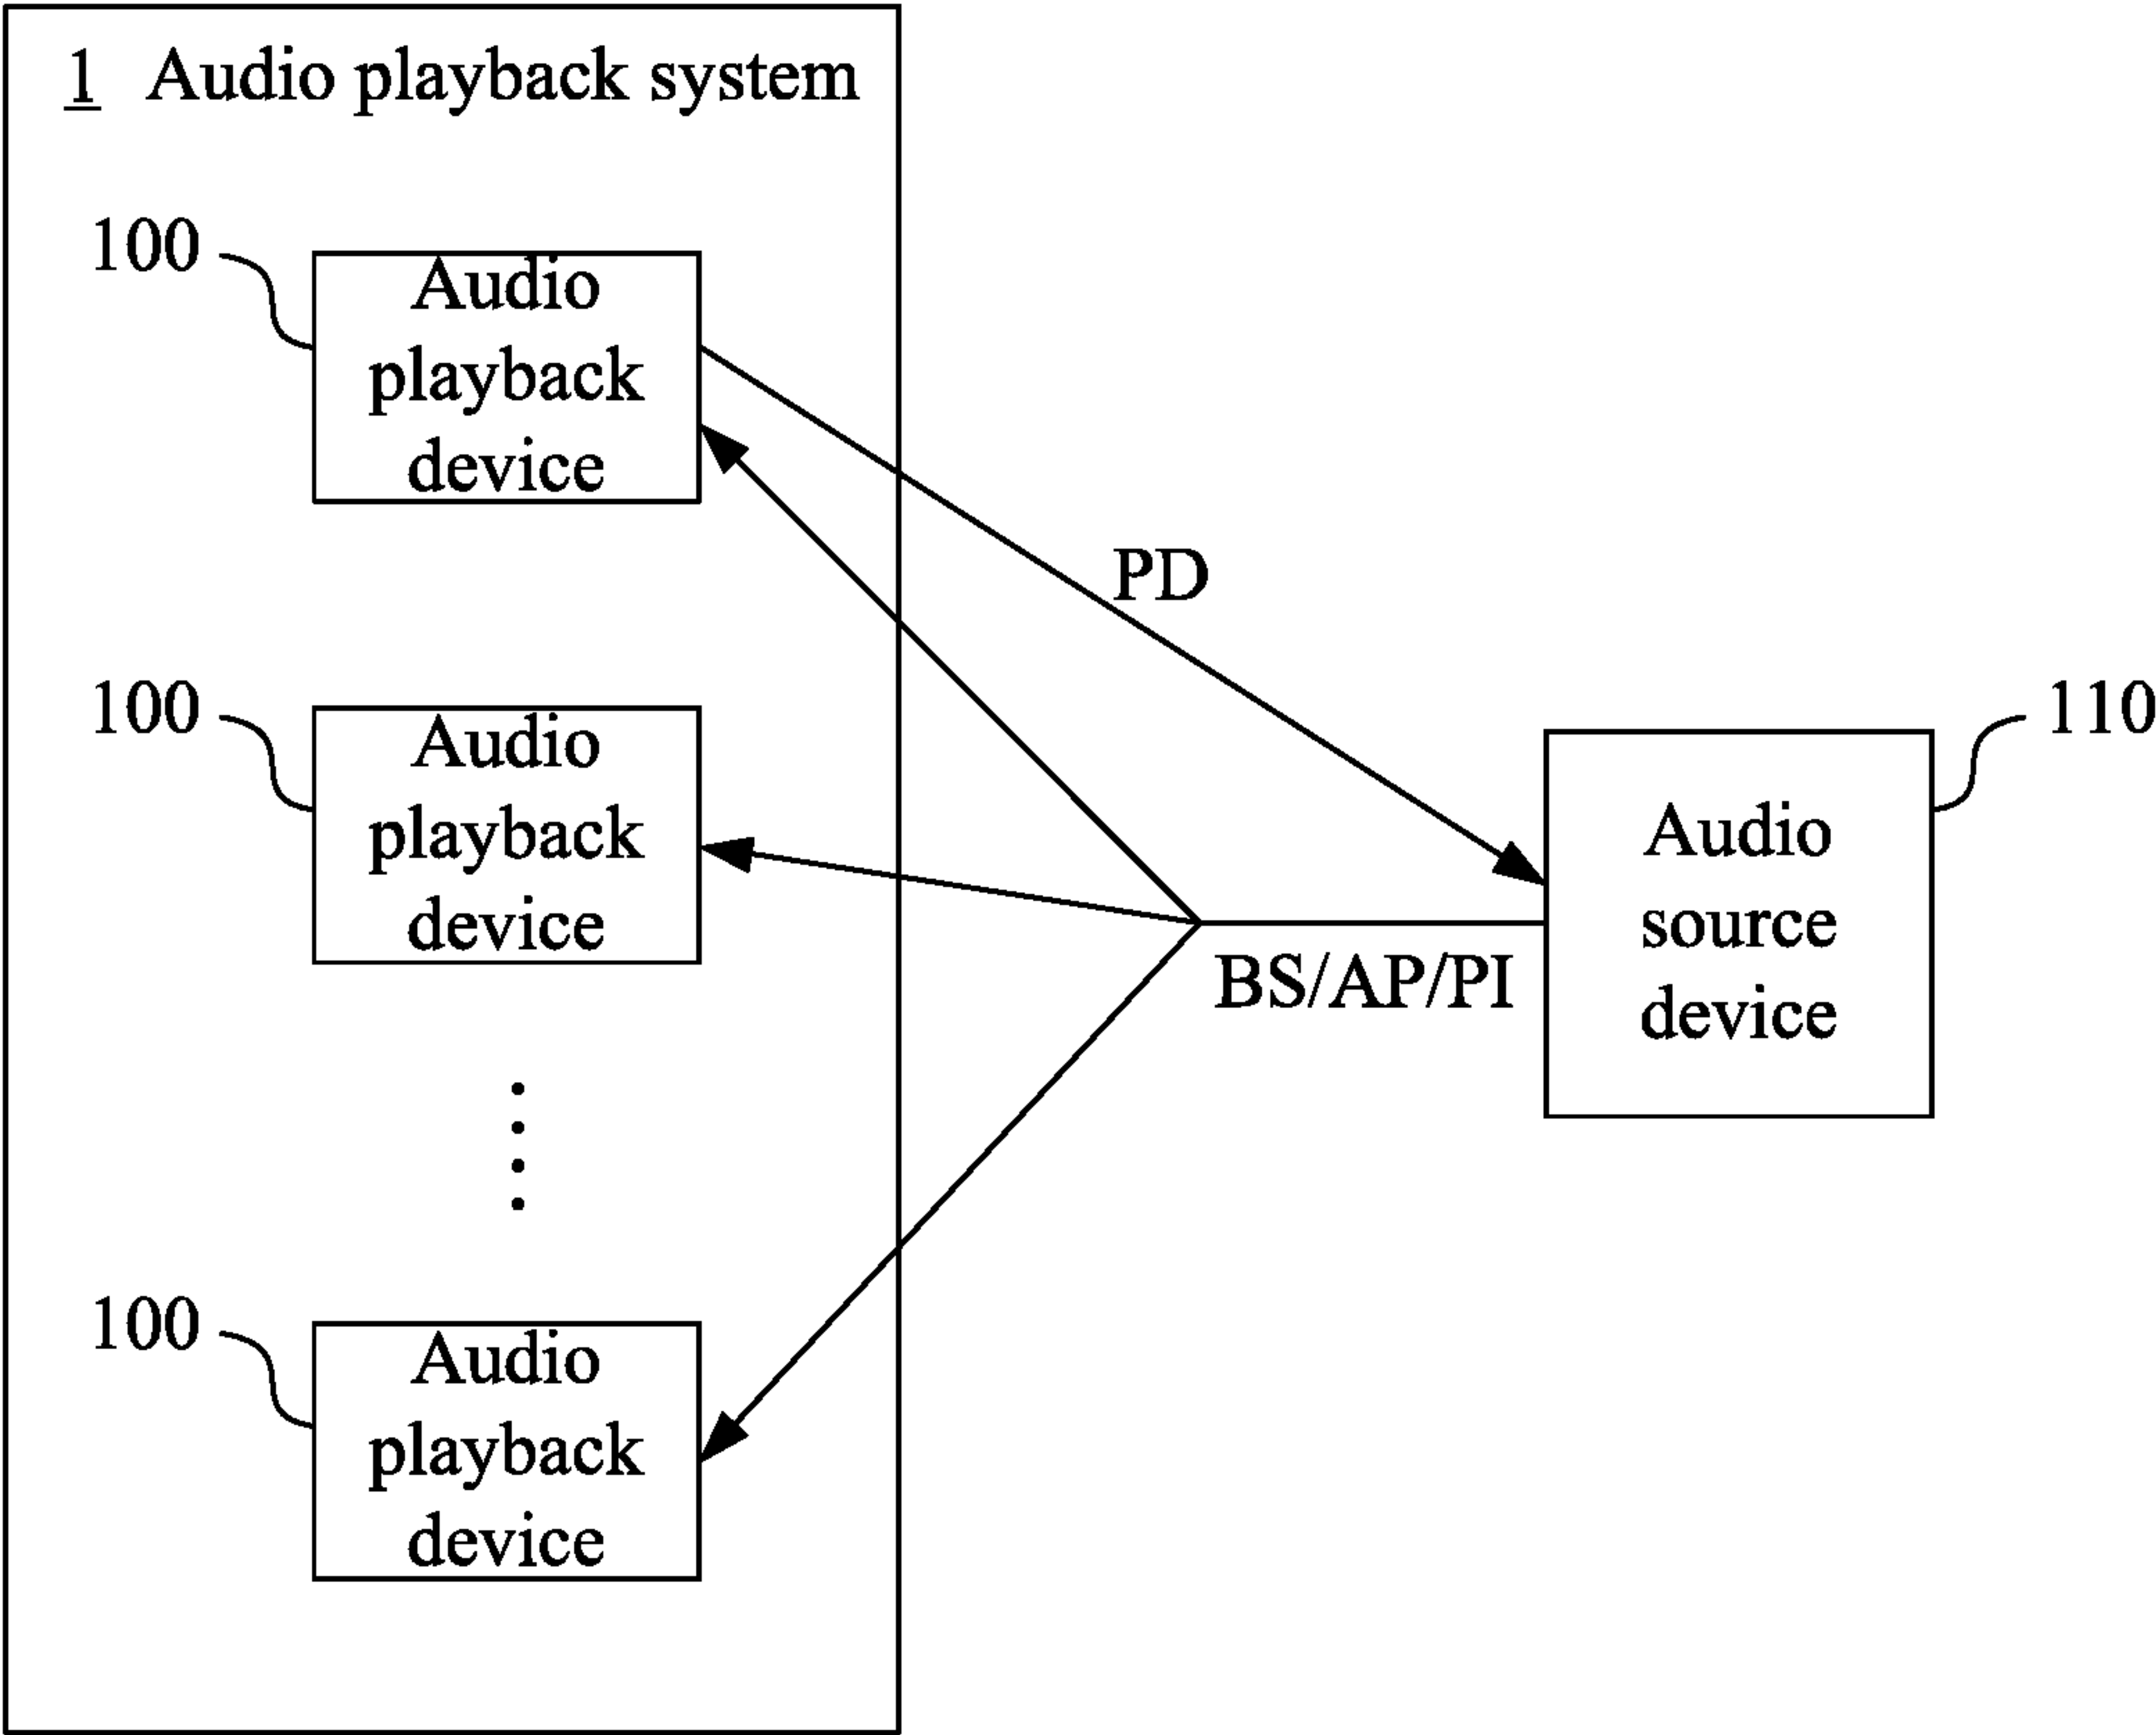 1 Audio playback system
100
Audio
playback
device
PD
100
Audio
playback
device
110
Audio
source
device
BS/AP/PI
100
Audio
playback
device